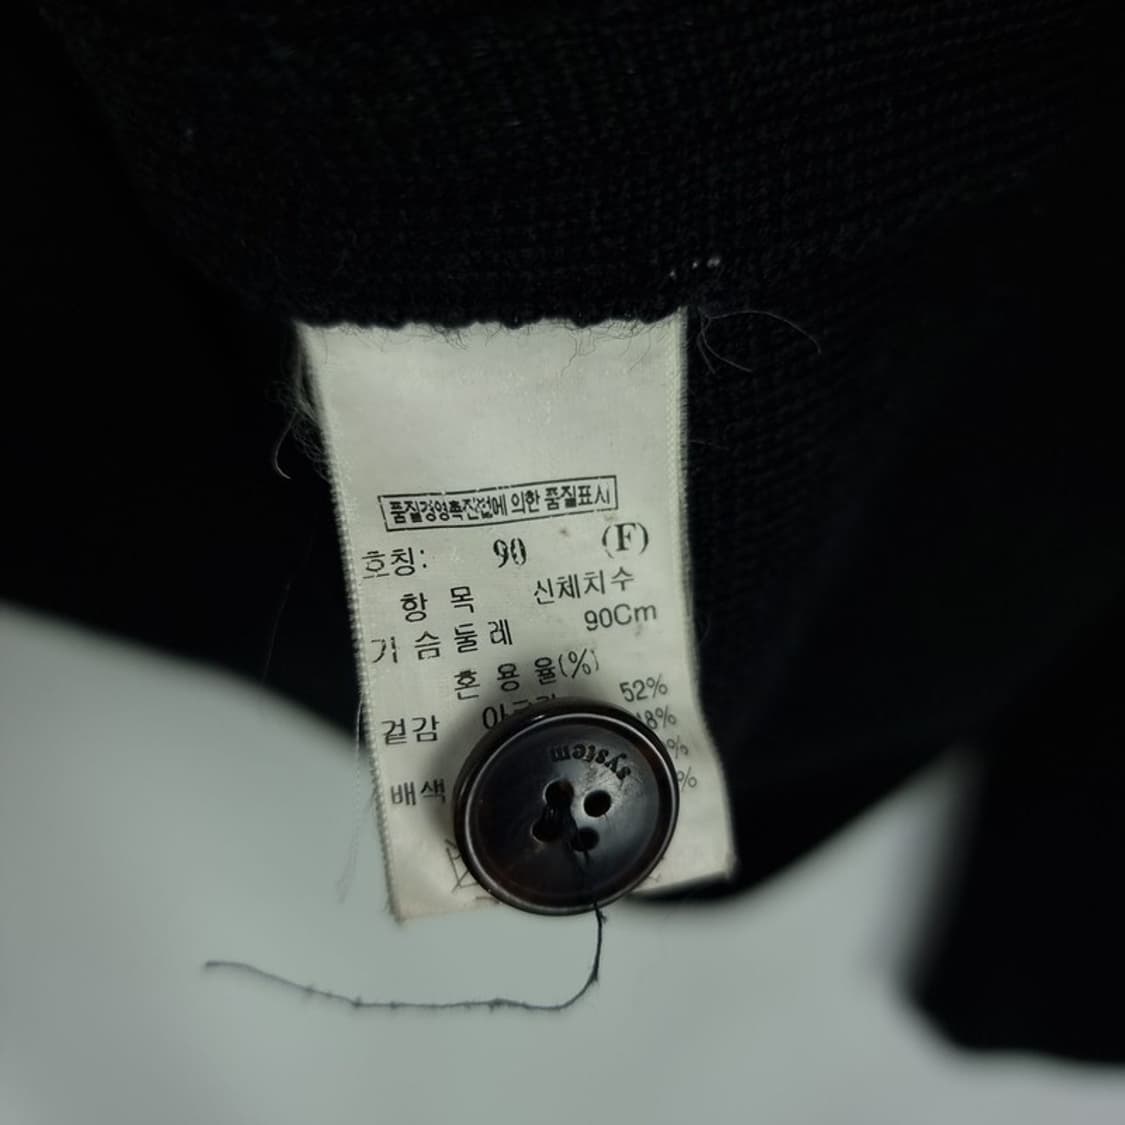 품질경영촉진법에 의한 품질표시
호칭: 90 (F)
항 목 신체치수
가슴둘레 90Cm
혼 용 율(%)
겉감 52%
배색
system